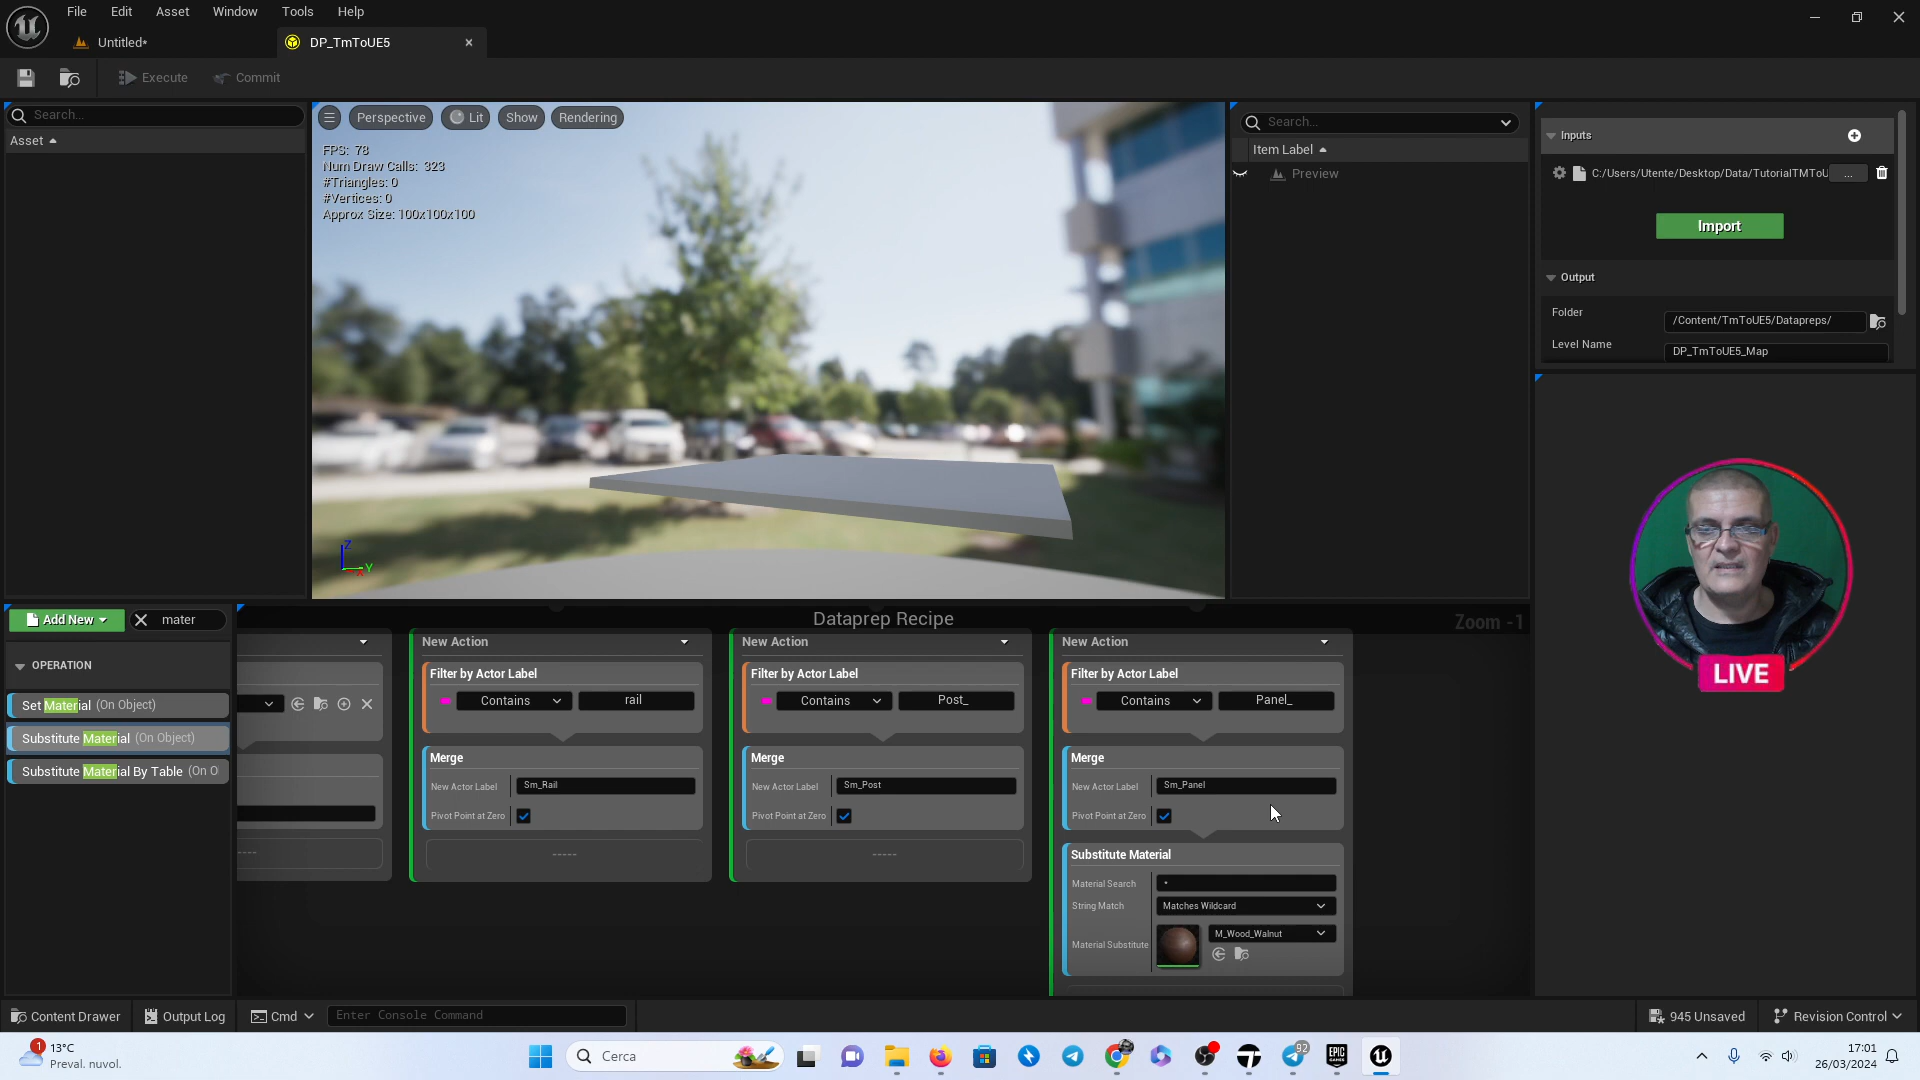 File Edit Asset Window Tools Help
Untitled*
DP_TmToUE5
Execute
Commit
Search...
Asset
Perspective Lit Show Rendering
FPS: 78
Num Draw Calls: 323
#Triangles: 0
#Vertices: 0
Approx Size: 100x100x100
Z
Y
X
Search...
Item Label
Preview
Inputs
C:/Users/Utente/Desktop/Data/TutorialTMToU
...
Import
Output
Folder
/Content/TmToUE5/Datapreps/
Level Name
DP_TmToUE5_Map
LIVE
Add New
mater
OPERATION
Set Material (On Object)
Substitute Material (On Object)
Substitute Material By Table (On O
Dataprep Recipe
Zoom -1
-----
New Action
Filter by Actor Label
Contains
rail
Merge
New Actor Label
Sm_Rail
Pivot Point at Zero
-----
New Action
Filter by Actor Label
Contains
Post_
Merge
New Actor Label
Sm_Post
Pivot Point at Zero
-----
New Action
Filter by Actor Label
Contains
Panel_
Merge
New Actor Label
Sm_Panel
Pivot Point at Zero
Substitute Material
Material Search
*
String Match
Matches Wildcard
Material Substitute
M_Wood_Walnut
Content Drawer
Output Log
Cmd
Enter Console Command
945 Unsaved
Revision Control
1
13°C
Preval. nuvol.
Cerca
92
EPIC GAMES
17:01
26/03/2024